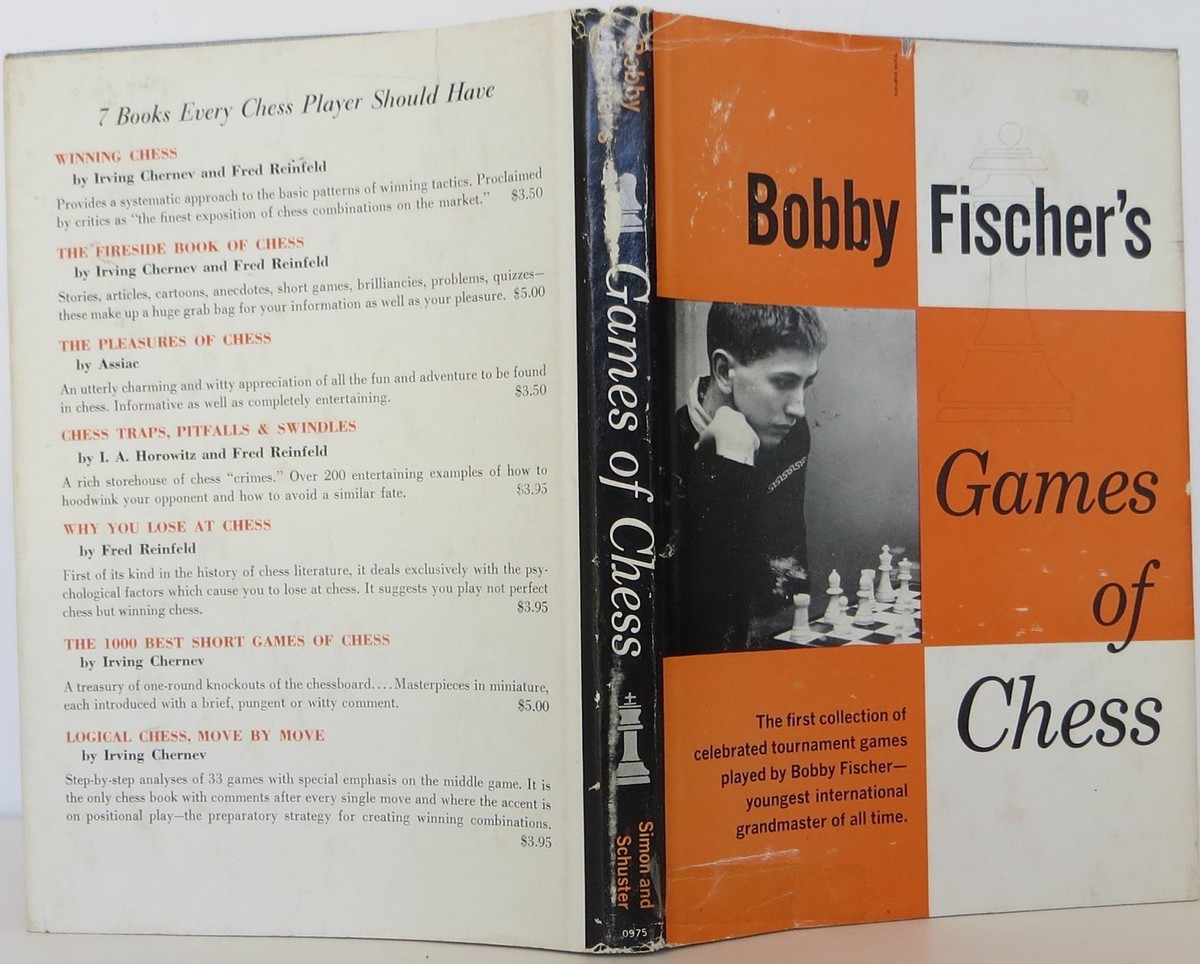 7 Books Every Chess Player Should Have
WINNING CHESS
by Irving Chernev and Fred Reinfeld
Provides a systematic approach to the basic patterns of winning tactics. Proclaimed
by critics as “the finest exposition of chess combinations on the market.” $3.50
THE FIRESIDE BOOK OF CHESS
by Irving Chernev and Fred Reinfeld
Stories, articles, cartoons, anecdotes, short games, brilliancies, problems, quizzes—
these make up a huge grab bag for your information as well as your pleasure. $5.00
THE PLEASURES OF CHESS
by Assiac
An utterly charming and witty appreciation of all the fun and adventure to be found
in chess. Informative as well as completely entertaining. $3.50
CHESS TRAPS, PITFALLS & SWINDLES
by I. A. Horowitz and Fred Reinfeld
A rich storehouse of chess “crimes.” Over 200 entertaining examples of how to
hoodwink your opponent and how to avoid a similar fate. $3.95
WHY YOU LOSE AT CHESS
by Fred Reinfeld
First of its kind in the history of chess literature, it deals exclusively with the psy-
chological factors which cause you to lose at chess. It suggests you play not perfect
chess but winning chess. $3.95
THE 1000 BEST SHORT GAMES OF CHESS
by Irving Chernev
A treasury of one-round knockouts of the chessboard....Masterpieces in miniature,
each introduced with a brief, pungent or witty comment. $5.00
LOGICAL CHESS, MOVE BY MOVE
by Irving Chernev
Step-by-step analyses of 33 games with special emphasis on the middle game. It is
the only chess book with comments after every single move and where the accent is
on positional play—the preparatory strategy for creating winning combinations.
$3.95
Bobby
Fischer's
Games of Chess
Simon and
Schuster
0975
Bobby Fischer's
Games
of
Chess
The first collection of
celebrated tournament games
played by Bobby Fischer—
youngest international
grandmaster of all time.